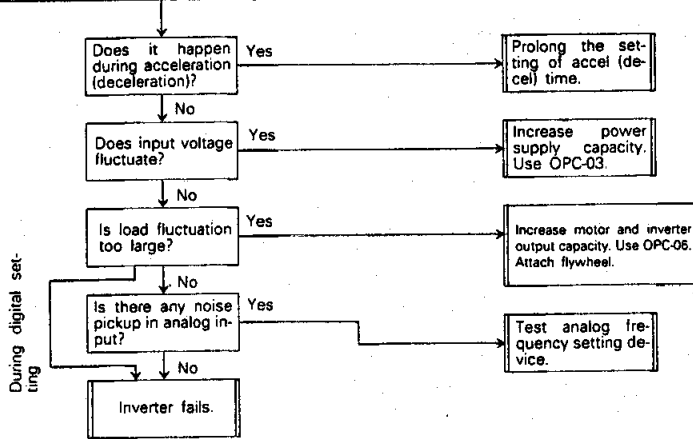 Does it happen
during acceleration
(deceleration)?
Yes
Prolong the set-
ting of accel (de-
cel) time.
No
Does input voltage
fluctuate?
Yes
Increase power
supply capacity.
Use OPC-03.
No
Is load fluctuation
too large?
Yes
Increase motor and inverter
output capacity. Use OPC-06.
Attach flywheel.
No
During digital set-
ting
Is there any noise
pickup in analog in-
put?
Yes
Test analog fre-
quency setting de-
vice.
No
Inverter fails.